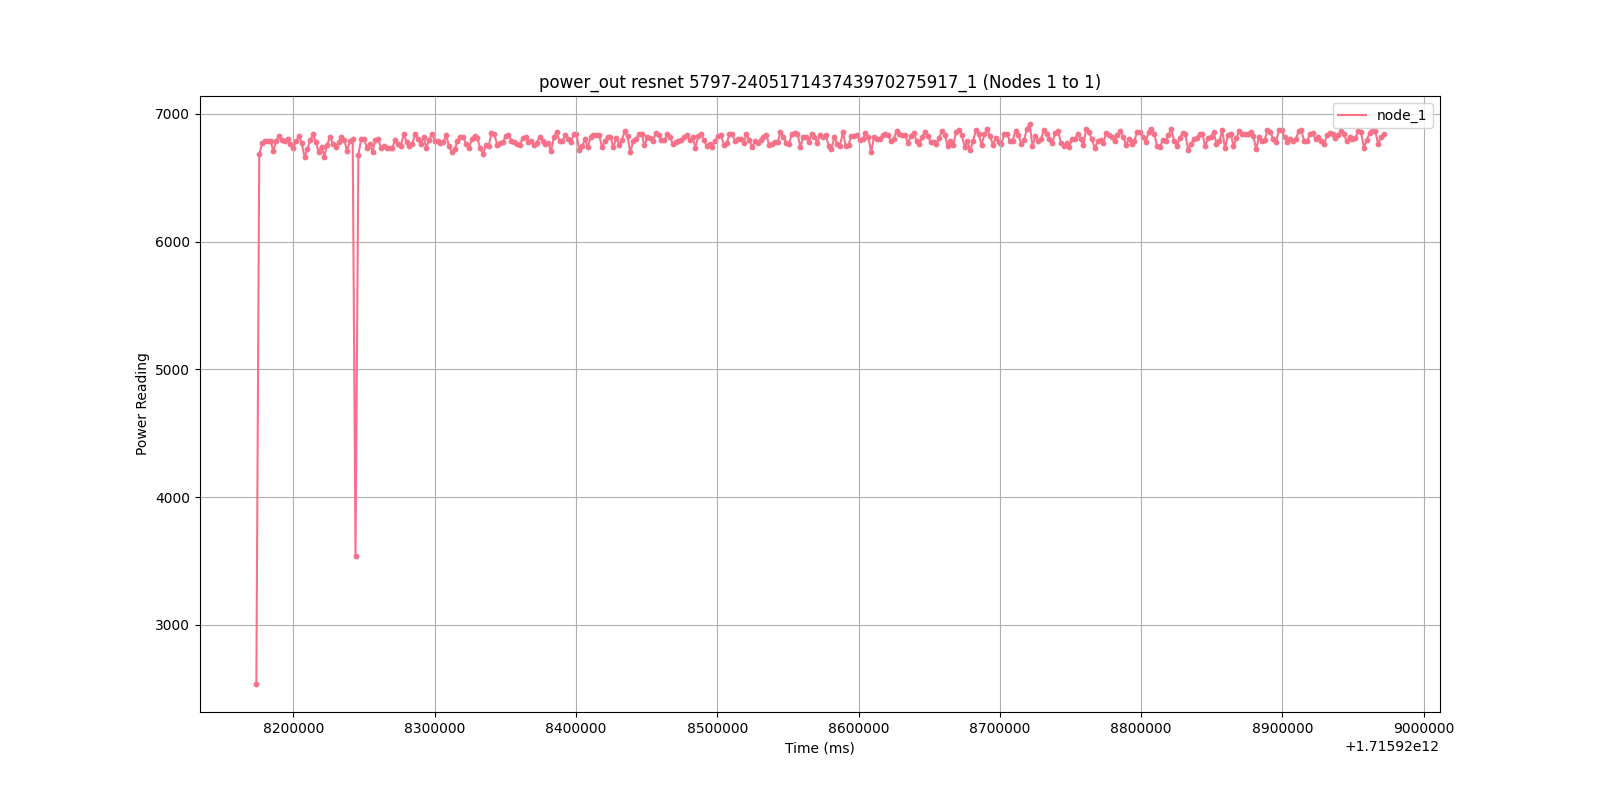 power_out resnet 5797-240517143743970275917_1 (Nodes 1 to 1)
node_1
7000
6000
5000
4000
3000
Power Reading
8200000 8300000 8400000 8500000 8600000 8700000 8800000 8900000 9000000
Time (ms)
+1.71592e12